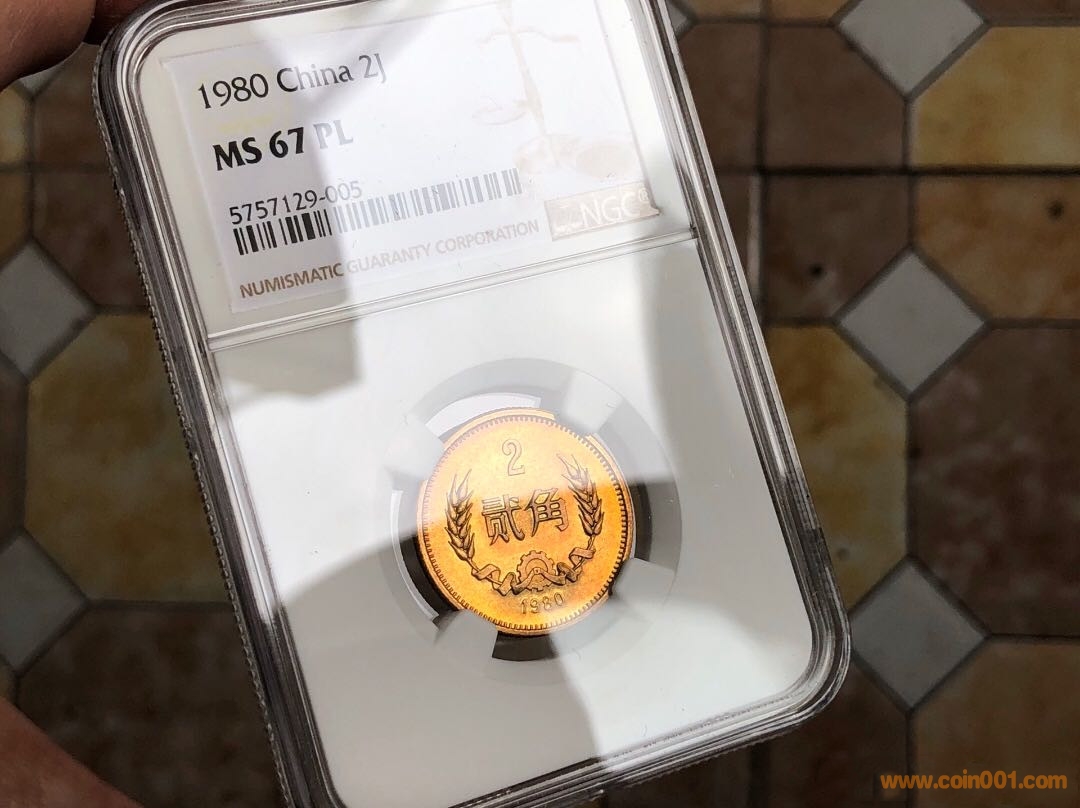 1980 China 2J
MS 67 PL
5757129-005
NUMISMATIC GUARANTY CORPORATION
NGC®
2
贰角
1980
www.coin001.com